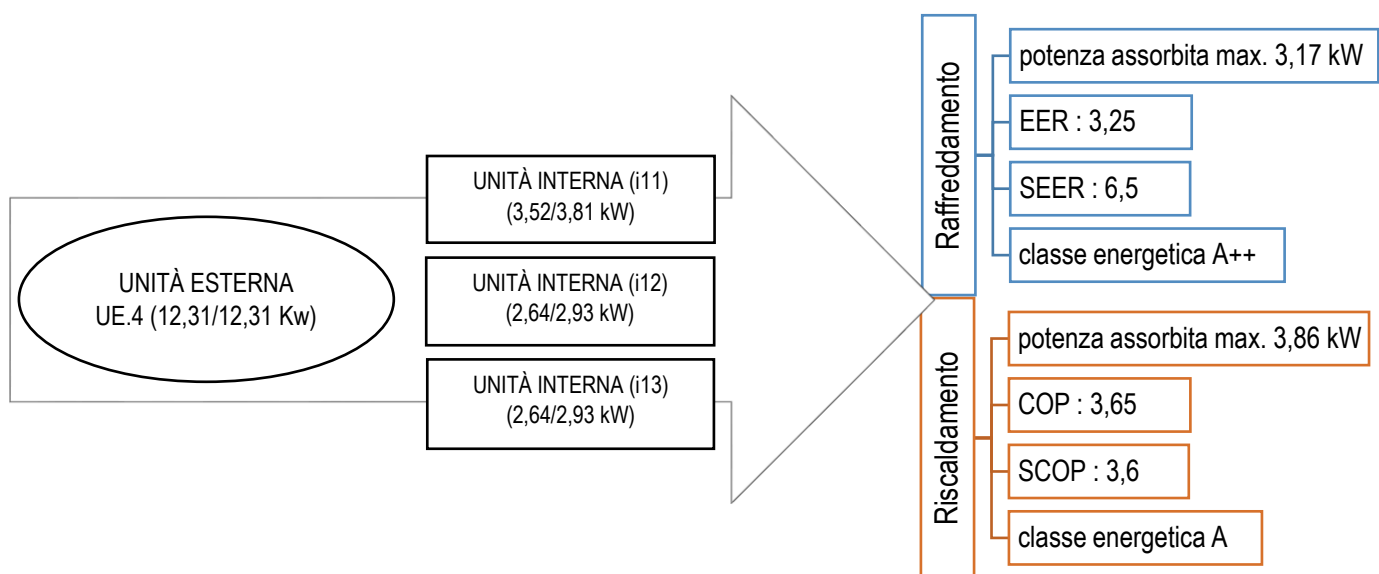 UNITÀ ESTERNA
UE.4 (12,31/12,31 Kw)
UNITÀ INTERNA (i11)
(3,52/3,81 kW)
UNITÀ INTERNA (i12)
(2,64/2,93 kW)
UNITÀ INTERNA (i13)
(2,64/2,93 kW)
Raffreddamento
potenza assorbita max. 3,17 kW
EER : 3,25
SEER : 6,5
classe energetica A++
Riscaldamento
potenza assorbita max. 3,86 kW
COP : 3,65
SCOP : 3,6
classe energetica A